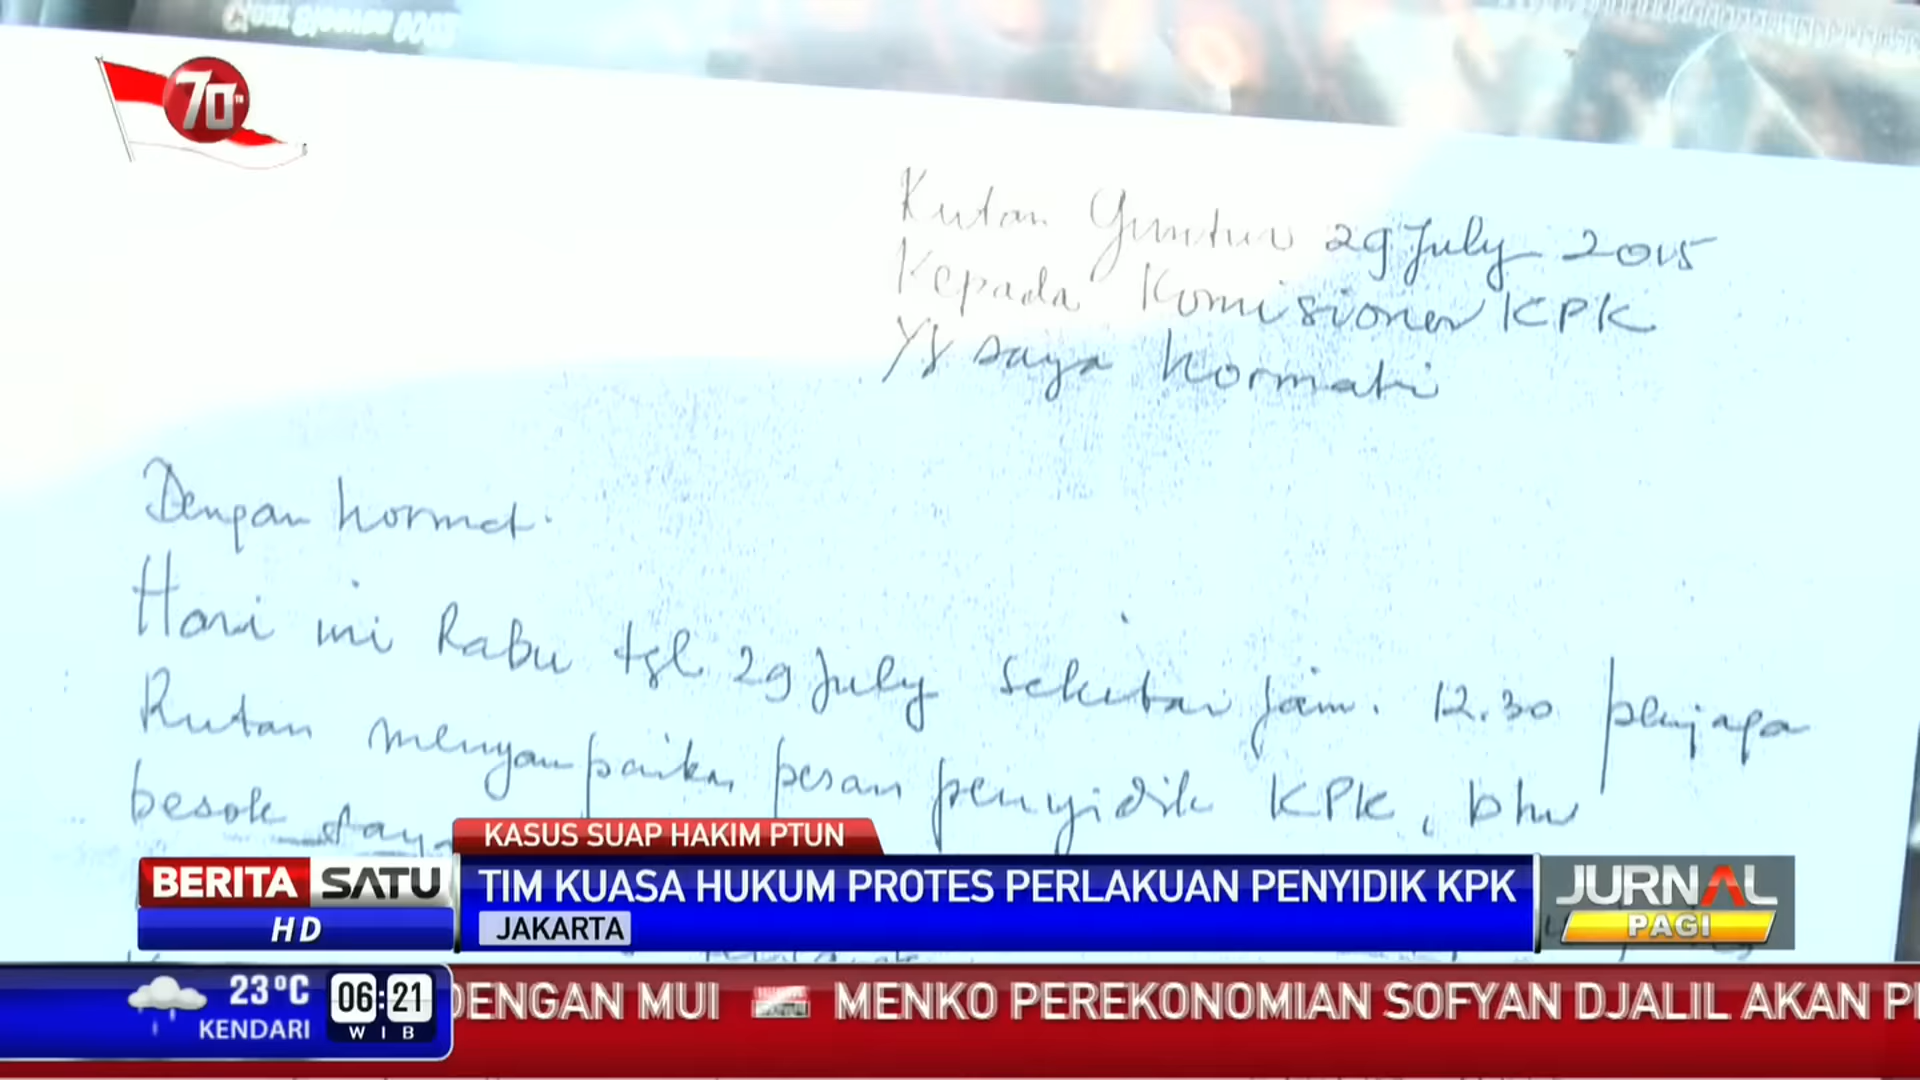 70
Rutan Guntur 29 July 2015
Kepada Komisioner KPK
Yg saya hormati
Dengan hormat.
Hari ini Rabu tgl 29 July sekitar jam. 12.30 penjaga
Rutan menyampaikan pesan penyidik KPK, bhw
besok saya
KASUS SUAP HAKIM PTUN
BERITA SATU
HD
TIM KUASA HUKUM PROTES PERLAKUAN PENYIDIK KPK
JAKARTA
JURNAL
PAGI
23°C
KENDARI
06:21
WIB
DENGAN MUI MENKO PEREKONOMIAN SOFYAN DJALIL AKAN